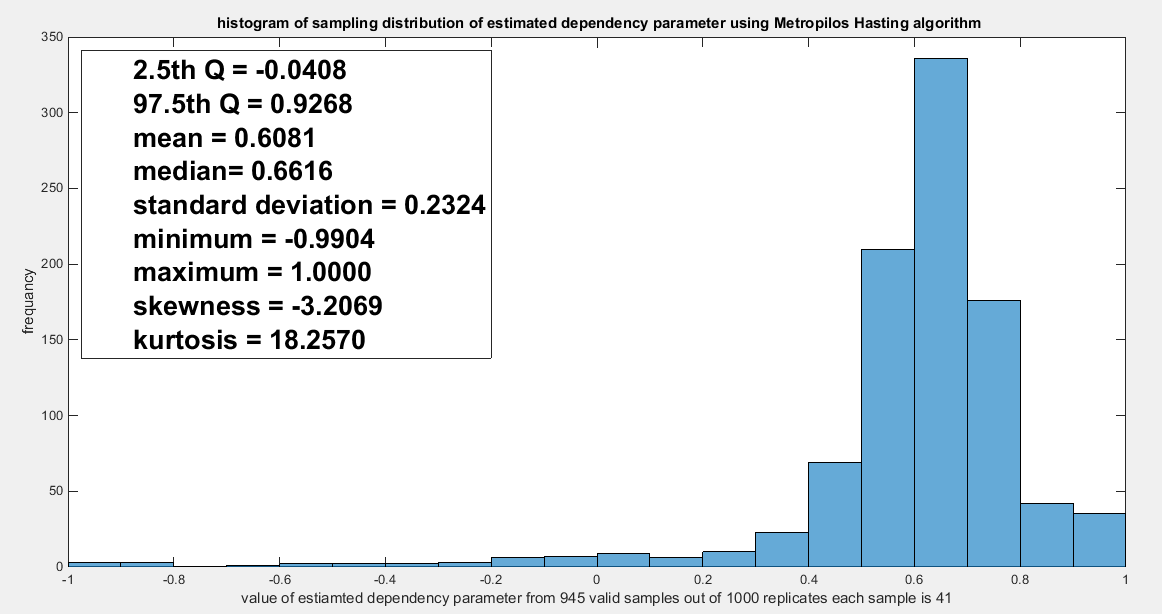 histogram of sampling distribution of estimated dependency parameter using Metropilos Hasting algorithm
350
300
250
200
150
100
50
0
frequancy
2.5th Q = -0.0408
97.5th Q = 0.9268
mean = 0.6081
median= 0.6616
standard deviation = 0.2324
minimum = -0.9904
maximum = 1.0000
skewness = -3.2069
kurtosis = 18.2570
-1 -0.8 -0.6 -0.4 -0.2 0 0.2 0.4 0.6 0.8 1
value of estiamted dependency parameter from 945 valid samples out of 1000 replicates each sample is 41